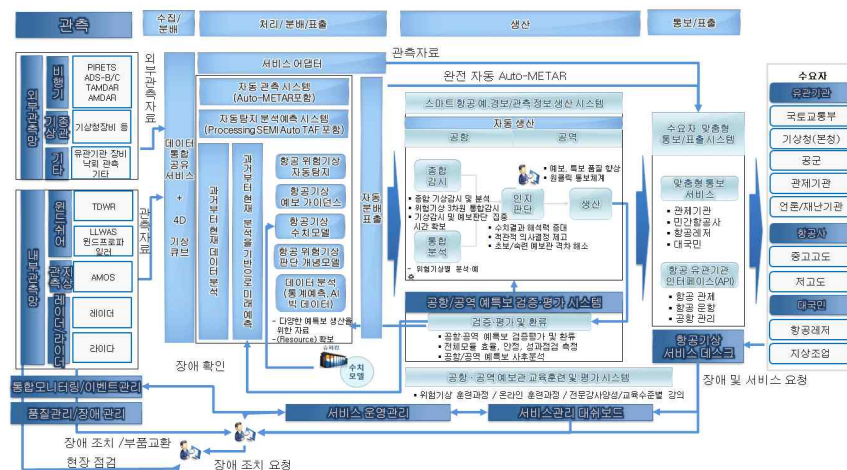 관측
수집/
분배
처리/분배/표출
생산
통보/표출
외부관측망
비행기
PIRETS
ADS-B/C
TAMDAR
AMDAR
기종상관
기상청장비 등
기타
유관기관 장비
낙뢰 관측
기타
외부관측자료
내부관측망
윈드쉬어
TDWR
LLWAS
윈드프로파
일러
관지측상
AMOS
레이더
라이다
레이더
라이다
관측자료
데이터
통합
공유
서비스
+
4D
기상
큐브
서비스 어댑터
자동 관측 시스템
(Auto-METAR포함)
자동탐지 분석예측 시스템
(Processing SEMI Auto TAF 포함)
과거부터 현재 데이터 분석
과거부터 현재 분석을 기반으로 미래 예측
항공 위험기상
자동탐지
항공기상
예보 가이던스
항공기상
수치모델
항공 위험기상
판단 개념모델
데이터 분석
(통계예측, AI
빅 데이터)
- 다양한 예특보 생산을
위한 자료
- (Resource) 확보
수치
모델
자동
분배
표출
관측자료
완전 자동 Auto-METAR
스마트 항공 예.경보/관측 정보 생산 시스템
자동 생산
공항
공역
종합
감시
• 종합 기상감시 및 분석
• 위험기상 3차원 통합감시
• 기상감시 및 예보판단 집중
시간 확보
통합
분석
- 위험기상별 분석·예
인지
판단
생산
• 예보, 특보 품질 향상
• 원클릭 통보체계
• 수치결과 해석력 증대
• 객관적 의사결정 제고
• 초보/숙련 예보관 격차 해소
공항/공역 예특보 검증·평가 시스템
검증·평가 및 환류
• 공항·공역 예특보 검증평가 및 환류
• 전체모듈 효율, 안정, 성과점검 측정
• 공항/공역 예특보 사후분석
공항·공역 예보관 교육훈련 및 평가 시스템
• 위험기상 훈련과정 / 온라인 훈련과정 / 전문강사양성/교육수준별 강의
수요자 맞춤형
통보/표출시스템
맞춤형 통보
서비스
• 관제기관
• 민간항공사
• 항공레저
• 대국민
항공 유관기관
인터페이스(API)
• 항공 관제
• 항공 운항
• 공항 관리
항공기상
서비스 데스크
수요자
유관기관
국토교통부
기상청(본청)
공군
관제기관
언론/재난기관
항공사
중고고도
저고도
대국민
항공레저
지상조업
장애 확인
장애 및 서비스 요청
통합모니터링/이벤트관리
품질관리/장애 관리
서비스 운영관리
서비스관리 대쉬보드
장애 조치 /부품교환
현장 점검
장애 조치 요청